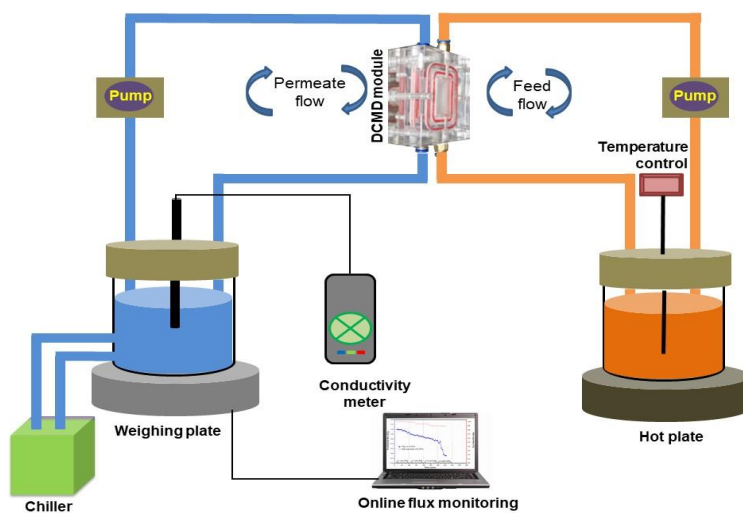 Pump
Permeate
flow
DCMD module
Feed
flow
Pump
Temperature
control
Conductivity
meter
Weighing plate
Hot plate
Chiller
Online flux monitoring